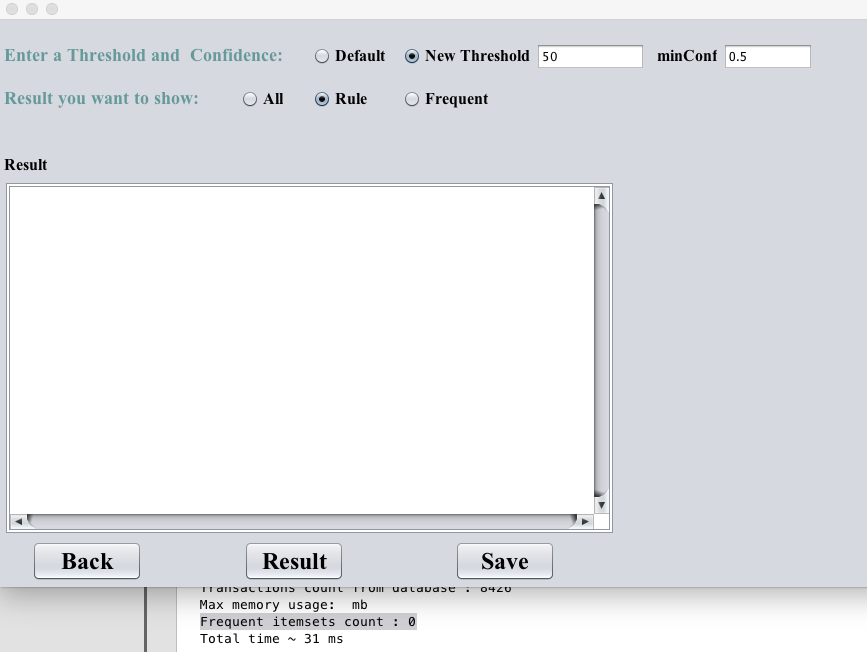 Enter a Threshold and Confidence: Default New Threshold 50 minConf 0.5
Result you want to show: All Rule Frequent
Result
Back Result Save
Transactions count from database : 8426
Max memory usage: mb
Frequent itemsets count : 0
Total time ~ 31 ms